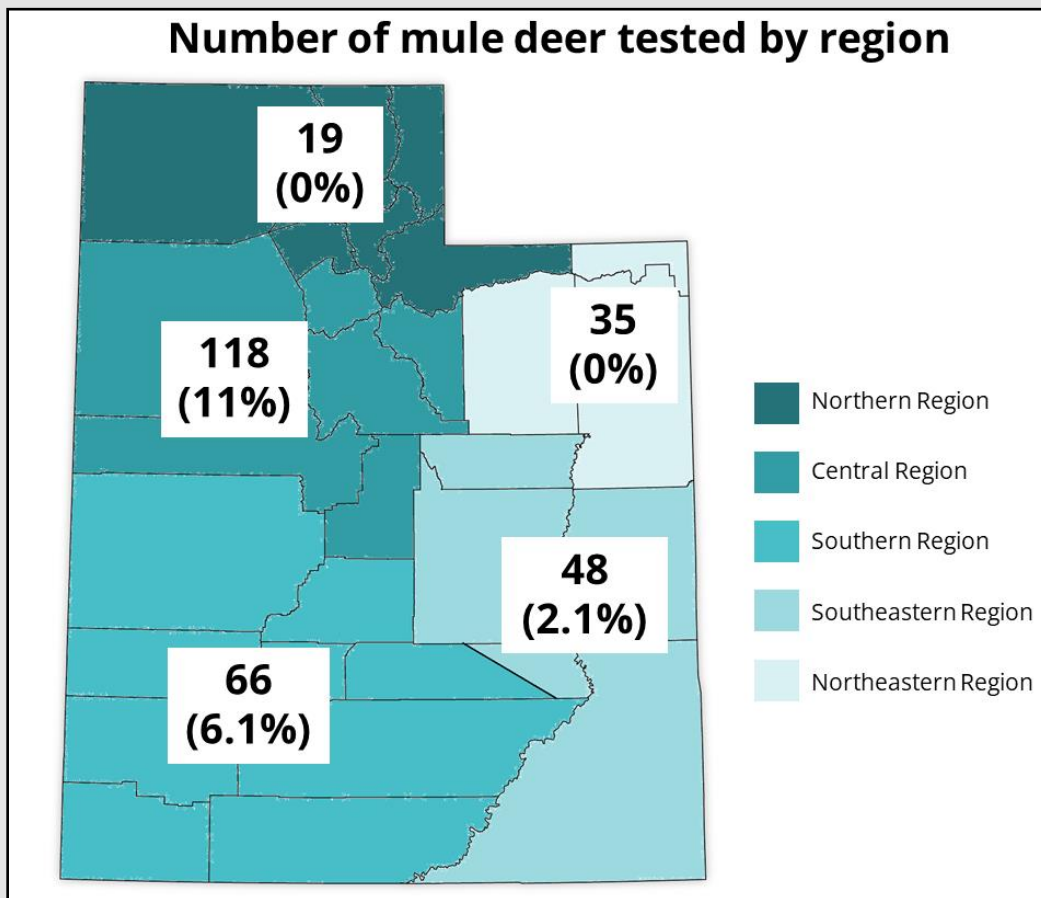 Number of mule deer tested by region
19
(0%)
35
(0%)
118
(11%)
48
(2.1%)
66
(6.1%)
Northern Region
Central Region
Southern Region
Southeastern Region
Northeastern Region